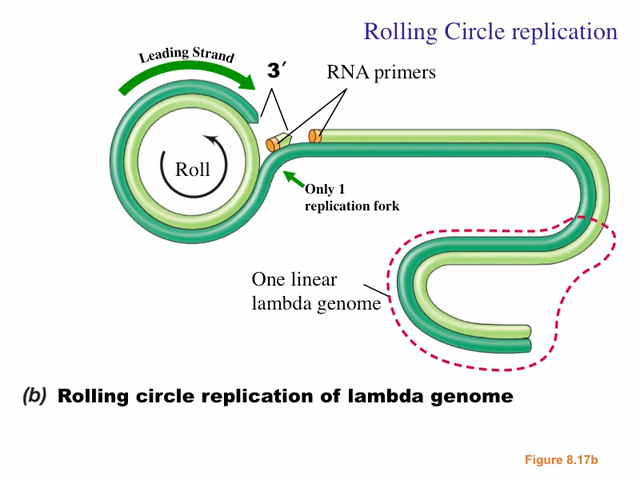 Rolling Circle replication
Leading Strand
3′
RNA primers
Roll
Only 1
replication fork
One linear
lambda genome
(b) Rolling circle replication of lambda genome
Figure 8.17b